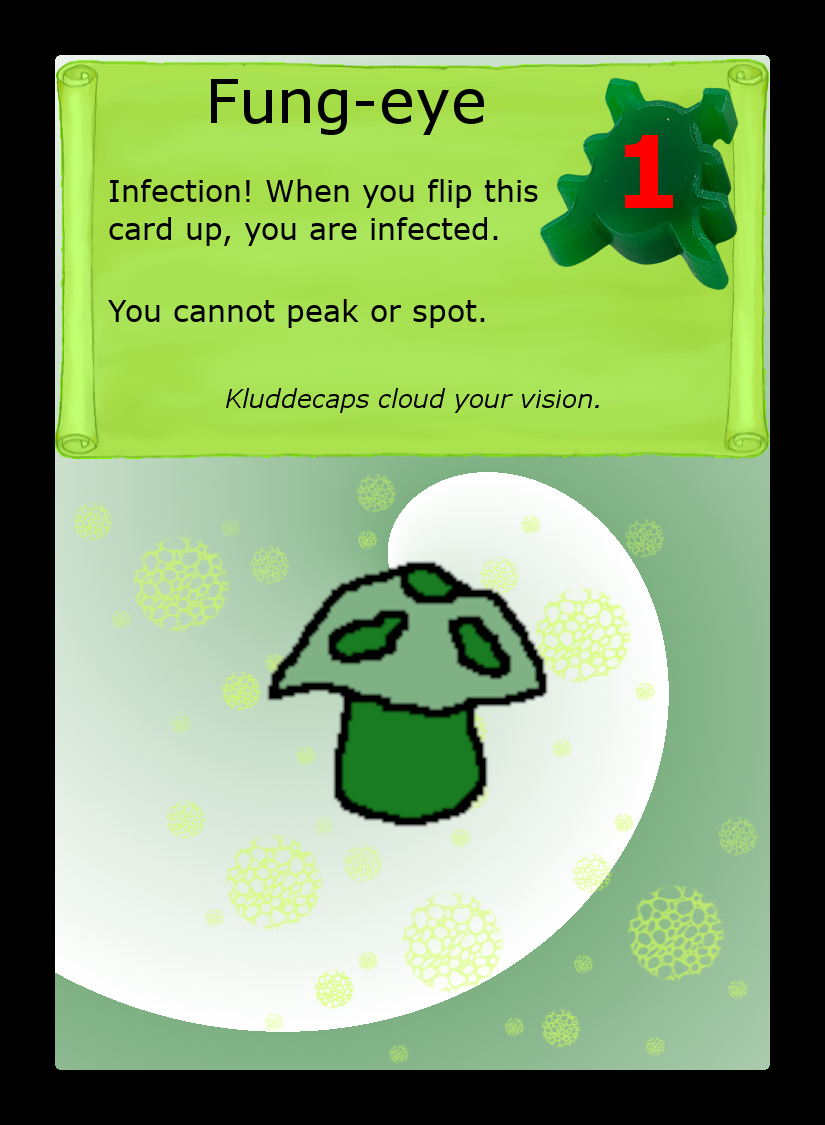 Fung-eye
1
Infection! When you flip this
card up, you are infected.
You cannot peak or spot.
Kluddecaps cloud your vision.